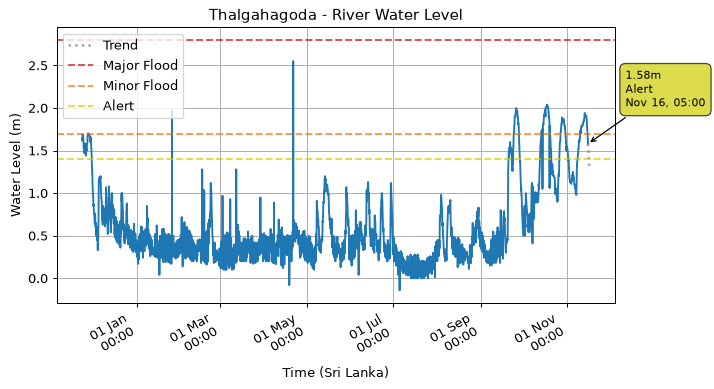 Thalgahagoda - River Water Level
Trend
Major Flood
Minor Flood
Alert
1.58m
Alert
Nov 16, 05:00
Water Level (m)
2.5
2.0
1.5
1.0
0.5
0.0
01 Jan
00:00
01 Mar
00:00
01 May
00:00
01 Jul
00:00
01 Sep
00:00
01 Nov
00:00
Time (Sri Lanka)